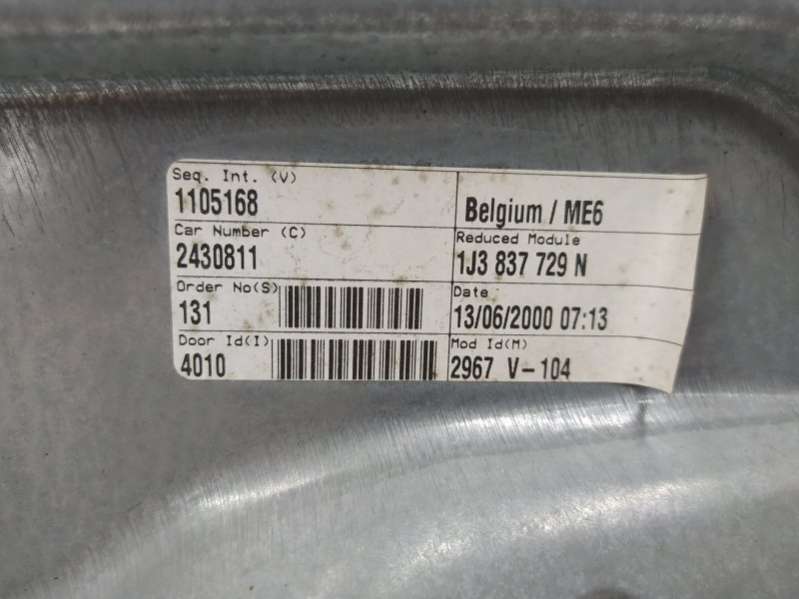 Seq. Int. (V)
1105168
Belgium / ME6
Car Number (C)
2430811
Reduced Module
1J3 837 729 N
Order No(S)
131
Date
13/06/2000 07:13
Door Id(I)
4010
Mod Id(M)
2967 V-104